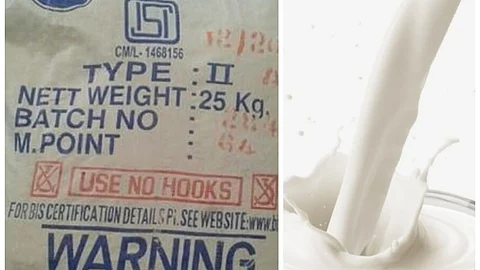 CM/L- 1468156
TYPE : II
NETT WEIGHT : 25 Kg.
BATCH NO :
M.POINT : 64
USE NO HOOKS
FOR BIS CERTIFICATION DETAILS Pl. SEE WEBSITE: www.b
WARNING